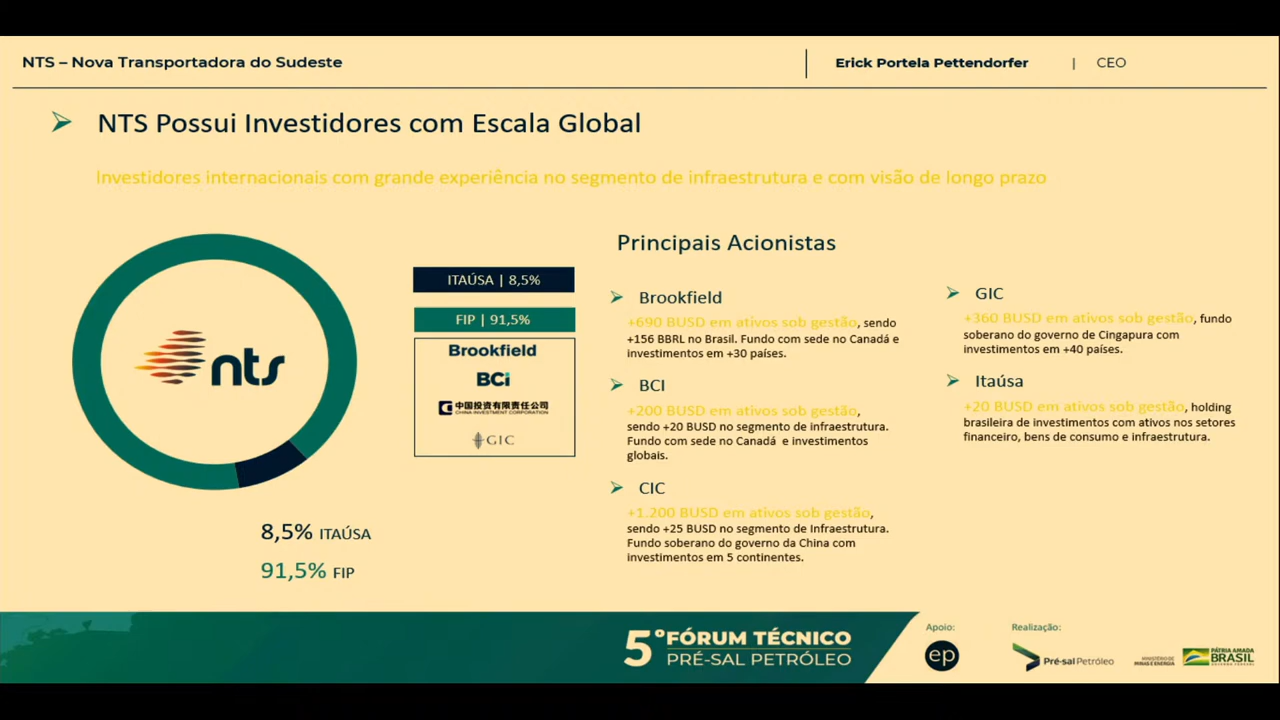 NTS – Nova Transportadora do Sudeste
Erick Portela Pettendorfer | CEO
NTS Possui Investidores com Escala Global
Investidores internacionais com grande experiência no segmento de infraestrutura e com visão de longo prazo
nts
8,5% ITAÚSA
91,5% FIP
ITAÚSA | 8,5%
FIP | 91,5%
Brookfield
BCi
中国投资有限责任公司
CHINA INVESTMENT CORPORATION
GIC
Principais Acionistas
Brookfield
+690 BUSD em ativos sob gestão, sendo
+156 BBRL no Brasil. Fundo com sede no Canadá e
investimentos em +30 países.
BCI
+200 BUSD em ativos sob gestão,
sendo +20 BUSD no segmento de infraestrutura.
Fundo com sede no Canadá e investimentos
globais.
CIC
+1.200 BUSD em ativos sob gestão,
sendo +25 BUSD no segmento de Infraestrutura.
Fundo soberano do governo da China com
investimentos em 5 continentes.
GIC
+360 BUSD em ativos sob gestão, fundo
soberano do governo de Cingapura com
investimentos em +40 países.
Itaúsa
+20 BUSD em ativos sob gestão, holding
brasileira de investimentos com ativos nos setores
financeiro, bens de consumo e infraestrutura.
5º FÓRUM TÉCNICO
PRÉ-SAL PETRÓLEO
Apoio:
ep
Realização:
Pré-sal Petróleo
MINISTÉRIO DE
MINAS E ENERGIA
PÁTRIA AMADA
BRASIL
GOVERNO FEDERAL